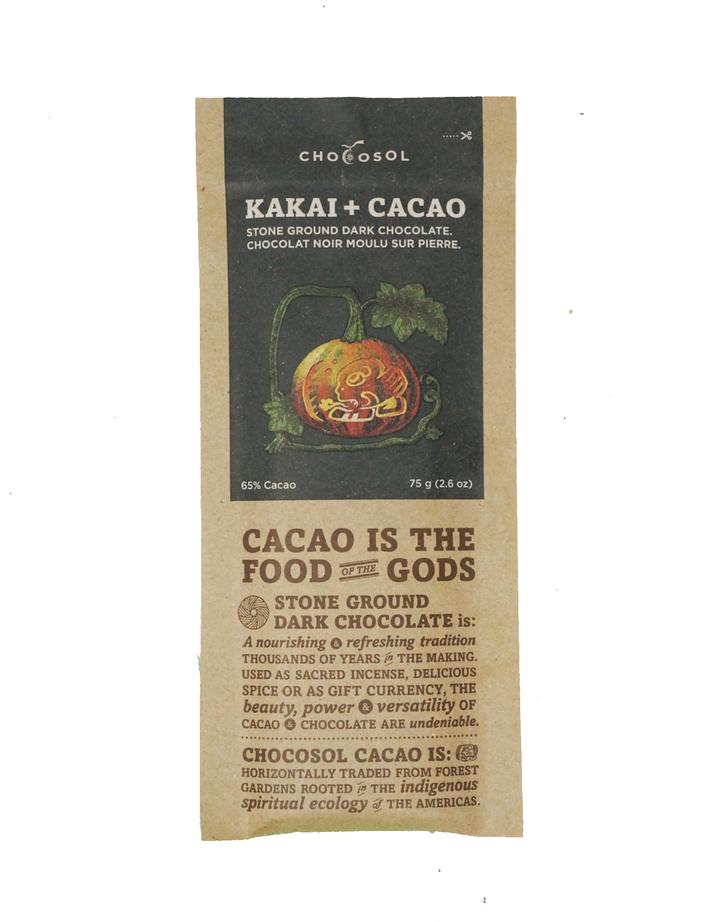 CHOCOSOL
KAKAI + CACAO
STONE GROUND DARK CHOCOLATE.
CHOCOLAT NOIR MOULU SUR PIERRE.
65% Cacao
75 g (2.6 oz)
CACAO IS THE
FOOD OF THE GODS
STONE GROUND
DARK CHOCOLATE is:
A nourishing & refreshing tradition
THOUSANDS OF YEARS in THE MAKING.
USED AS SACRED INCENSE, DELICIOUS
SPICE OR AS GIFT CURRENCY, THE
beauty, power & versatility OF
CACAO & CHOCOLATE ARE undeniable.
CHOCOSOL CACAO IS:
HORIZONTALLY TRADED FROM FOREST
GARDENS ROOTED in THE indigenous
spiritual ecology of THE AMERICAS.